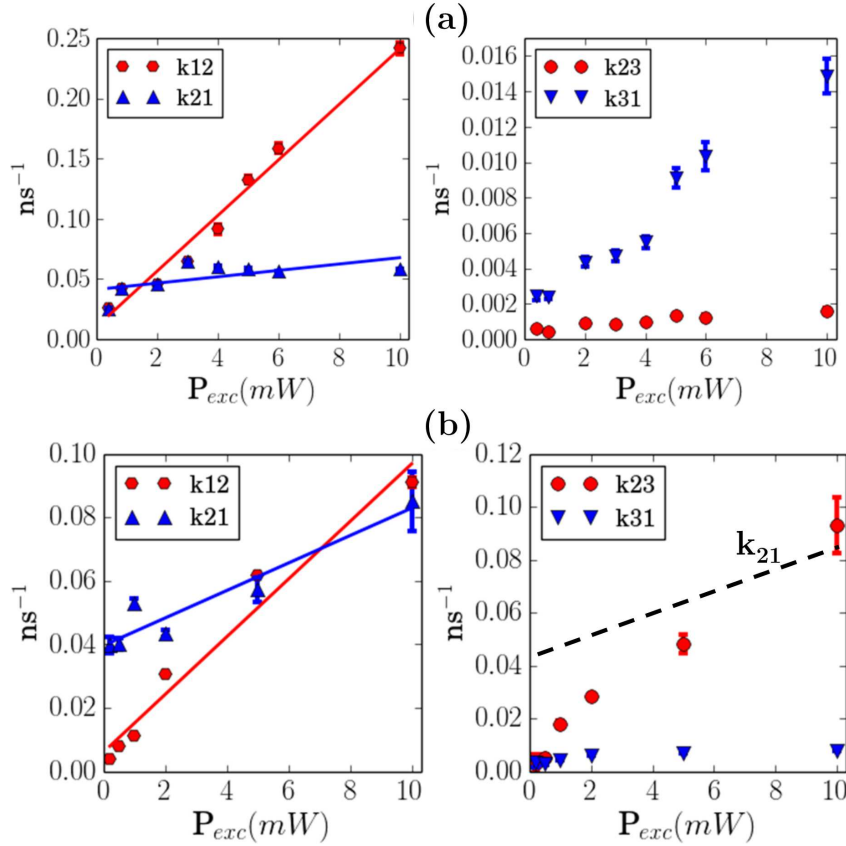 (a)
0.25
0.20
0.15
0.10
0.05
0.00
ns⁻¹
k12
k21
0 2 4 6 8 10
P_exc(mW)
0.016
0.014
0.012
0.010
0.008
0.006
0.004
0.002
0.000
ns⁻¹
k23
k31
0 2 4 6 8 10
P_exc(mW)
(b)
0.10
0.08
0.06
0.04
0.02
0.00
ns⁻¹
k12
k21
0 2 4 6 8 10
P_exc(mW)
0.12
0.10
0.08
0.06
0.04
0.02
0.00
ns⁻¹
k23
k31
k₂₁
0 2 4 6 8 10
P_exc(mW)